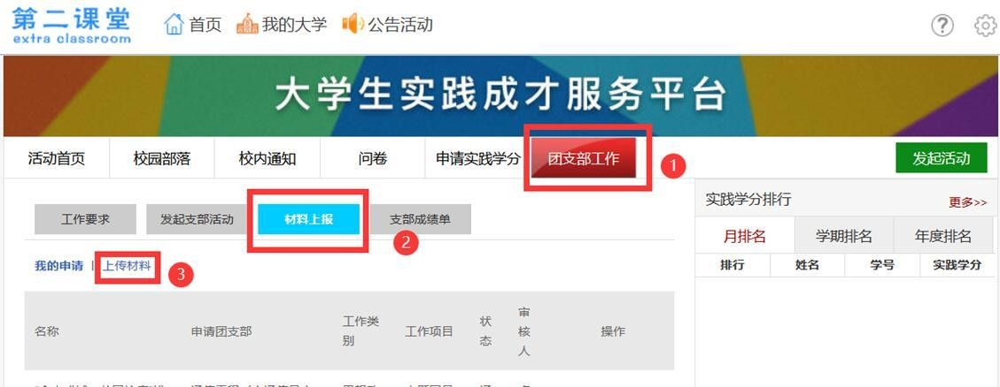 第二课堂 首页 我的大学 公告活动
extra classroom
大学生实践成才服务平台
活动首页 校园部落 校内通知 问卷 申请实践学分 团支部工作 1 发起活动
实践学分排行 更多>>
工作要求 发起支部活动 材料上报 支部成绩单
2
月排名 学期排名 年度排名
我的申请 | 上传材料 3
排行 姓名 学号 实践学分
名称 申请团支部 工作类别 工作项目 状态 审核人 操作